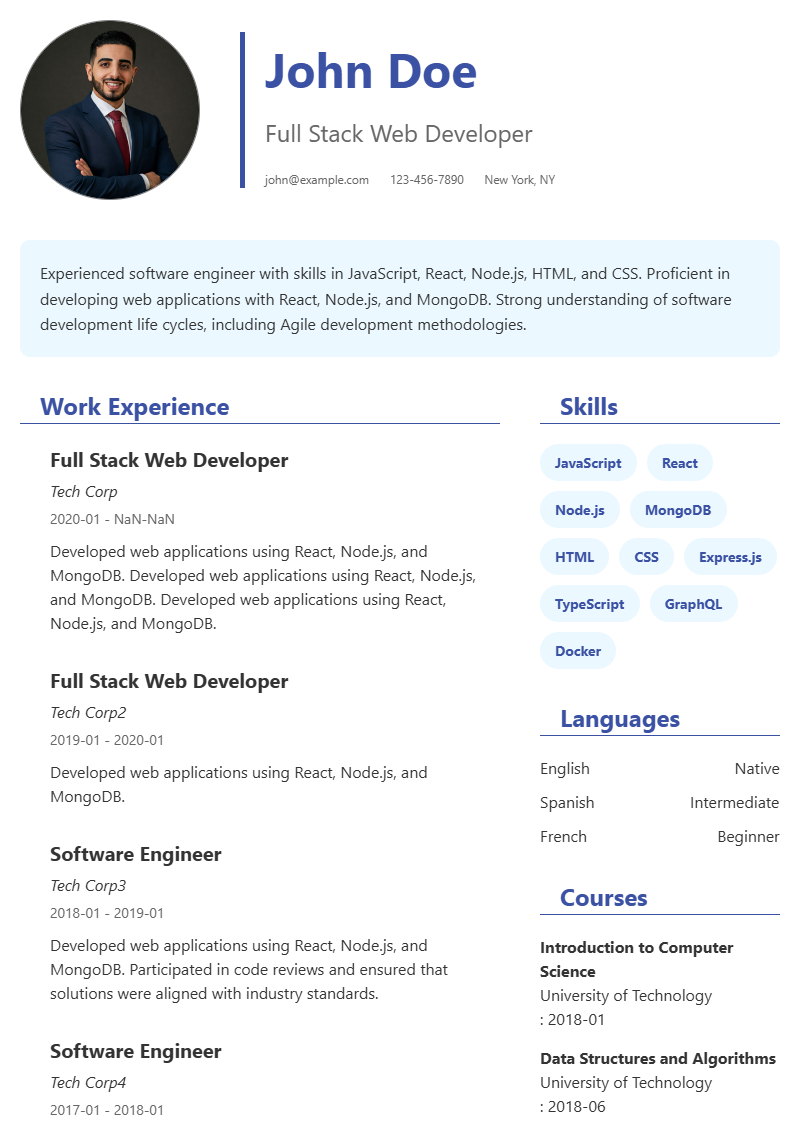 John Doe
Full Stack Web Developer
john@example.com 123-456-7890 New York, NY
Experienced software engineer with skills in JavaScript, React, Node.js, HTML, and CSS. Proficient in
developing web applications with React, Node.js, and MongoDB. Strong understanding of software
development life cycles, including Agile development methodologies.
Work Experience
Full Stack Web Developer
Tech Corp
2020-01 - NaN-NaN
Developed web applications using React, Node.js, and
MongoDB. Developed web applications using React, Node.js,
and MongoDB. Developed web applications using React,
Node.js, and MongoDB.
Full Stack Web Developer
Tech Corp2
2019-01 - 2020-01
Developed web applications using React, Node.js, and
MongoDB.
Software Engineer
Tech Corp3
2018-01 - 2019-01
Developed web applications using React, Node.js, and
MongoDB. Participated in code reviews and ensured that
solutions were aligned with industry standards.
Software Engineer
Tech Corp4
2017-01 - 2018-01
Skills
JavaScript React
Node.js MongoDB
HTML CSS Express.js
TypeScript GraphQL
Docker
Languages
English Native
Spanish Intermediate
French Beginner
Courses
Introduction to Computer
Science
University of Technology
: 2018-01
Data Structures and Algorithms
University of Technology
: 2018-06